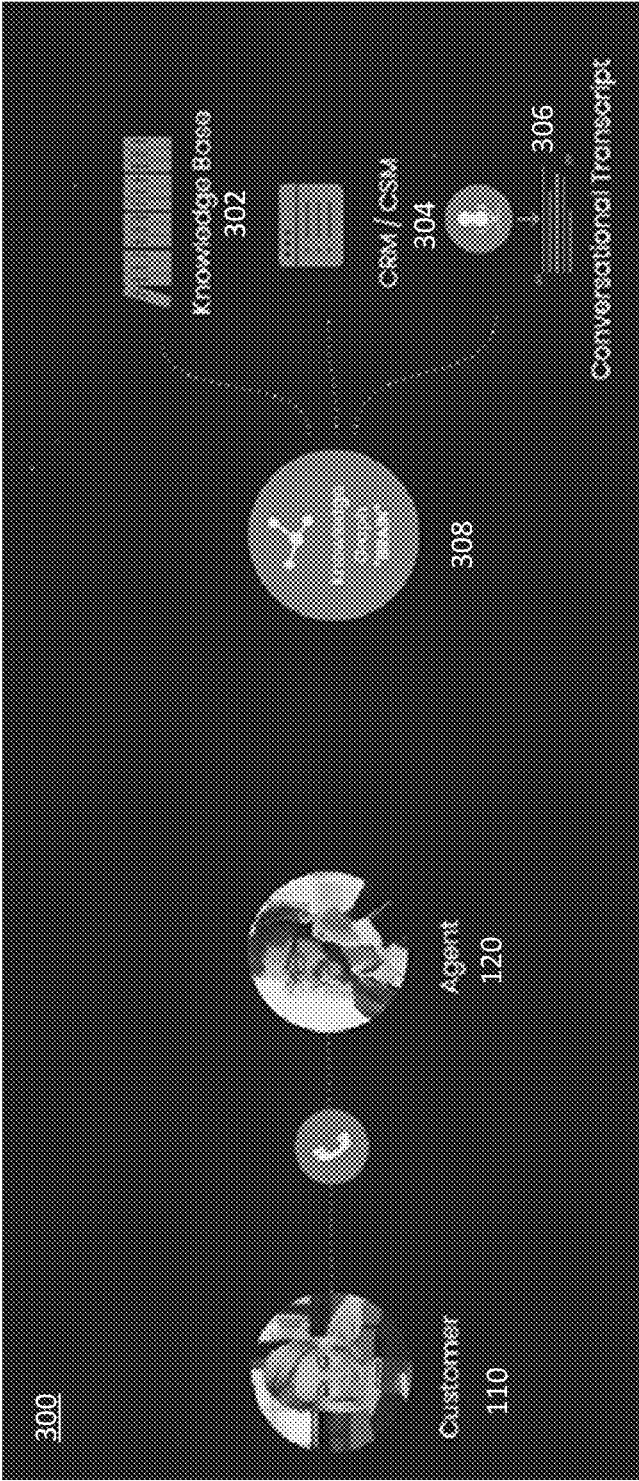 300
Customer
110
Agent
120
308
Knowledge Base
302
CRM / CSM
304
306
Conversational Transcript